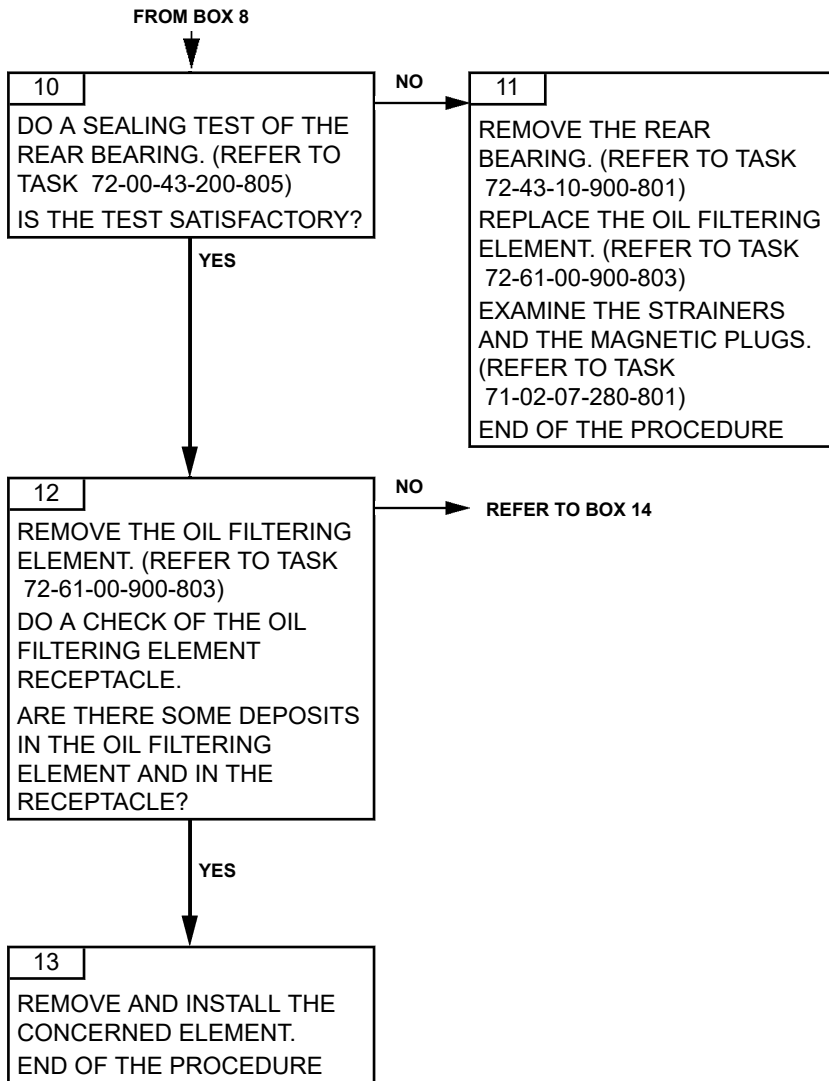 FROM BOX 8
10
DO A SEALING TEST OF THE
REAR BEARING. (REFER TO
TASK 72-00-43-200-805)
IS THE TEST SATISFACTORY?
NO
11
REMOVE THE REAR
BEARING. (REFER TO TASK
72-43-10-900-801)
REPLACE THE OIL FILTERING
ELEMENT. (REFER TO TASK
72-61-00-900-803)
EXAMINE THE STRAINERS
AND THE MAGNETIC PLUGS.
(REFER TO TASK
71-02-07-280-801)
END OF THE PROCEDURE
YES
12
REMOVE THE OIL FILTERING
ELEMENT. (REFER TO TASK
72-61-00-900-803)
DO A CHECK OF THE OIL
FILTERING ELEMENT
RECEPTACLE.
ARE THERE SOME DEPOSITS
IN THE OIL FILTERING
ELEMENT AND IN THE
RECEPTACLE?
NO
REFER TO BOX 14
YES
13
REMOVE AND INSTALL THE
CONCERNED ELEMENT.
END OF THE PROCEDURE